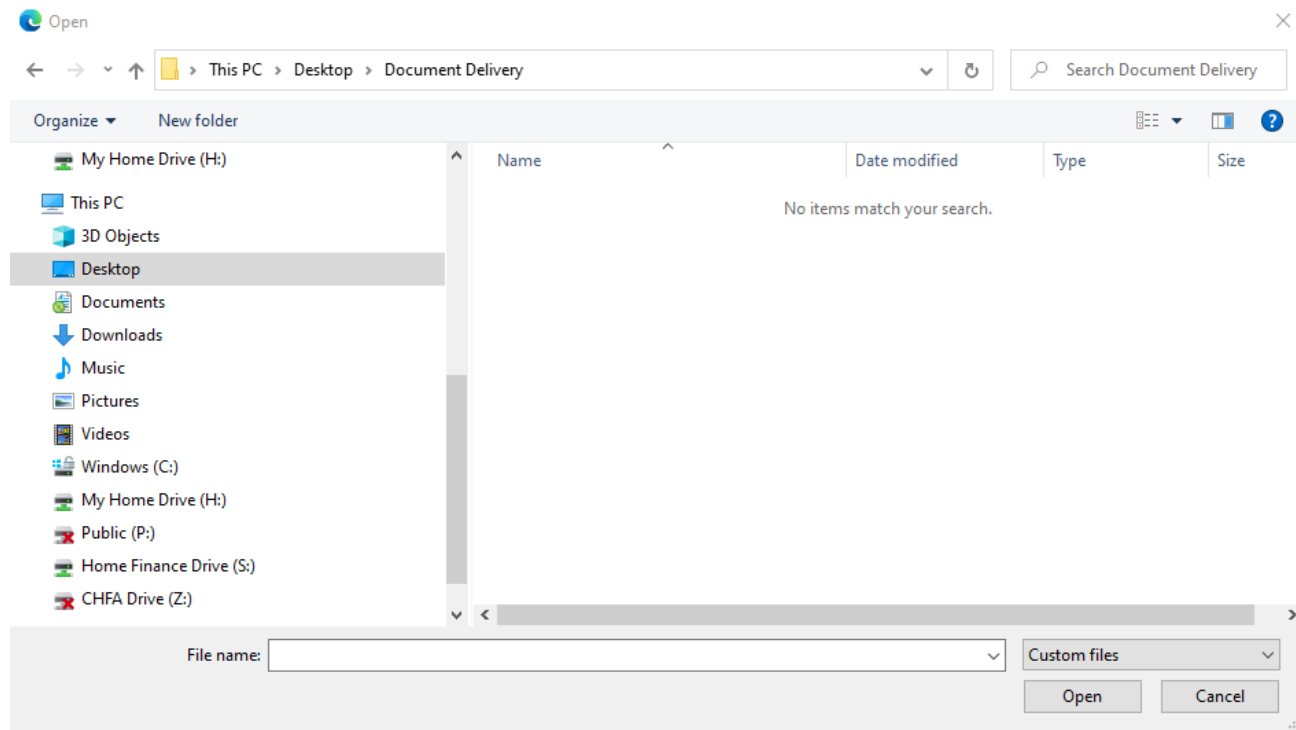 Open
This PC > Desktop > Document Delivery
Search Document Delivery
Organize
New folder
?
My Home Drive (H:)
This PC
3D Objects
Desktop
Documents
Downloads
Music
Pictures
Videos
Windows (C:)
My Home Drive (H:)
Public (P:)
Home Finance Drive (S:)
CHFA Drive (Z:)
Name
Date modified
Type
Size
No items match your search.
File name:
Custom files
Open
Cancel